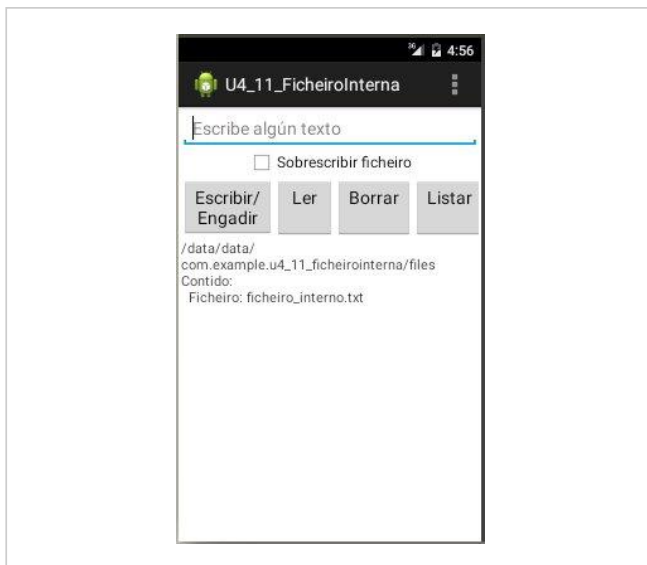 3G 4:56
U4_11_FicheiroInterna
Escribe algún texto
Sobrescribir ficheiro
Escribir/
Engadir
Ler
Borrar
Listar
/data/data/
com.example.u4_11_ficheirointerna/files
Contido:
Ficheiro: ficheiro_interno.txt